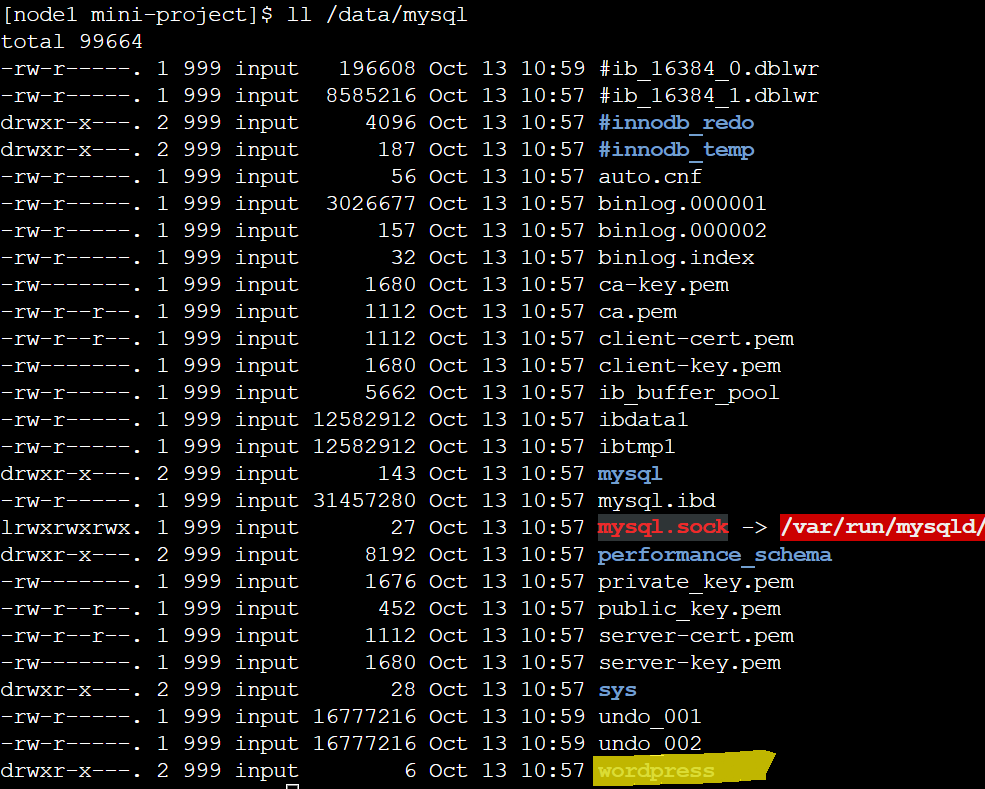 [node1 mini-project]$ ll /data/mysql
total 99664
-rw-r-----. 1 999 input   196608 Oct 13 10:59 #ib_16384_0.dblwr
-rw-r-----. 1 999 input  8585216 Oct 13 10:57 #ib_16384_1.dblwr
drwxr-x---. 2 999 input     4096 Oct 13 10:57 #innodb_redo
drwxr-x---. 2 999 input      187 Oct 13 10:57 #innodb_temp
-rw-r-----. 1 999 input       56 Oct 13 10:57 auto.cnf
-rw-r-----. 1 999 input  3026677 Oct 13 10:57 binlog.000001
-rw-r-----. 1 999 input      157 Oct 13 10:57 binlog.000002
-rw-r-----. 1 999 input       32 Oct 13 10:57 binlog.index
-rw-------. 1 999 input     1680 Oct 13 10:57 ca-key.pem
-rw-r--r--. 1 999 input     1112 Oct 13 10:57 ca.pem
-rw-r--r--. 1 999 input     1112 Oct 13 10:57 client-cert.pem
-rw-------. 1 999 input     1680 Oct 13 10:57 client-key.pem
-rw-r-----. 1 999 input     5662 Oct 13 10:57 ib_buffer_pool
-rw-r-----. 1 999 input 12582912 Oct 13 10:57 ibdata1
-rw-r-----. 1 999 input 12582912 Oct 13 10:57 ibtmp1
drwxr-x---. 2 999 input      143 Oct 13 10:57 mysql
-rw-r-----. 1 999 input 31457280 Oct 13 10:57 mysql.ibd
lrwxrwxrwx. 1 999 input       27 Oct 13 10:57 mysql.sock -> /var/run/mysqld/
drwxr-x---. 2 999 input     8192 Oct 13 10:57 performance_schema
-rw-------. 1 999 input     1676 Oct 13 10:57 private_key.pem
-rw-r--r--. 1 999 input      452 Oct 13 10:57 public_key.pem
-rw-r--r--. 1 999 input     1112 Oct 13 10:57 server-cert.pem
-rw-------. 1 999 input     1680 Oct 13 10:57 server-key.pem
drwxr-x---. 2 999 input       28 Oct 13 10:57 sys
-rw-r-----. 1 999 input 16777216 Oct 13 10:59 undo_001
-rw-r-----. 1 999 input 16777216 Oct 13 10:59 undo_002
drwxr-x---. 2 999 input        6 Oct 13 10:57 wordpress